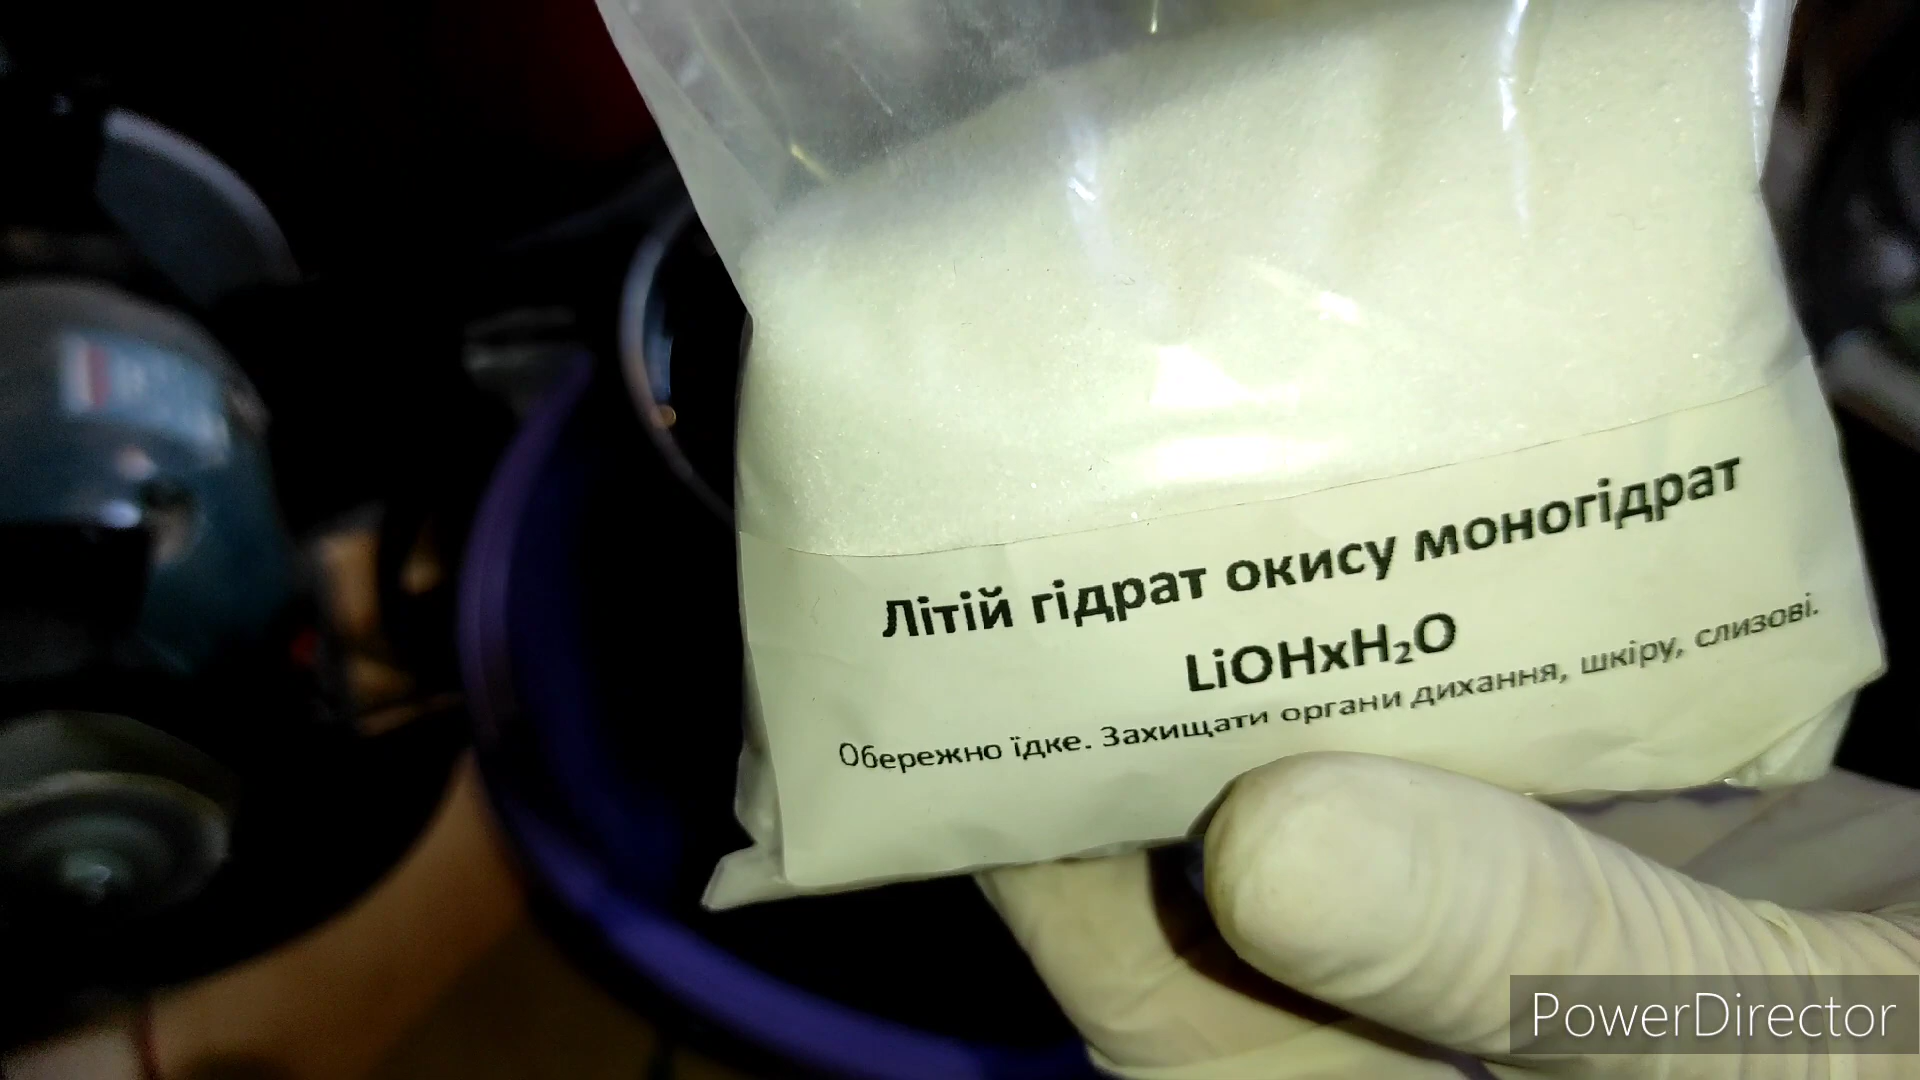 Літій гідрат окису моногідрат
LiOHxH₂O
Обережно їдке. Захищати органи дихання, шкіру, слизові.
PowerDirector